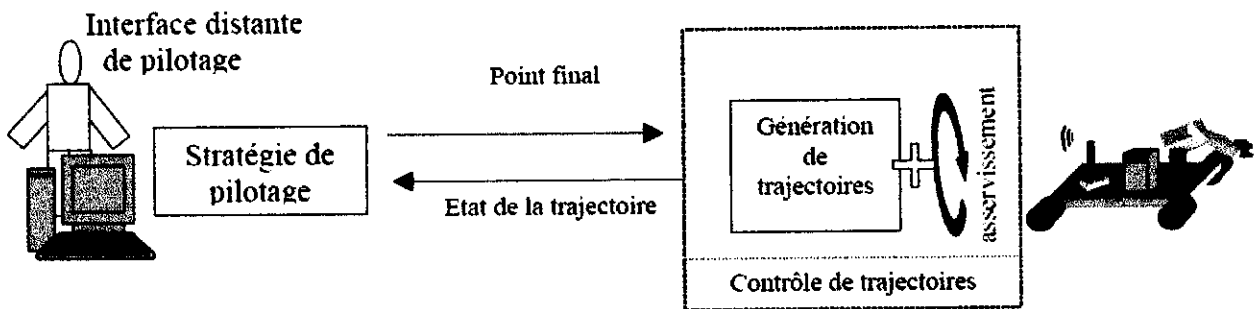 Interface distante
de pilotage
Stratégie de
pilotage
Point final
Etat de la trajectoire
Génération
de
trajectoires
asservissement
Contrôle de trajectoires